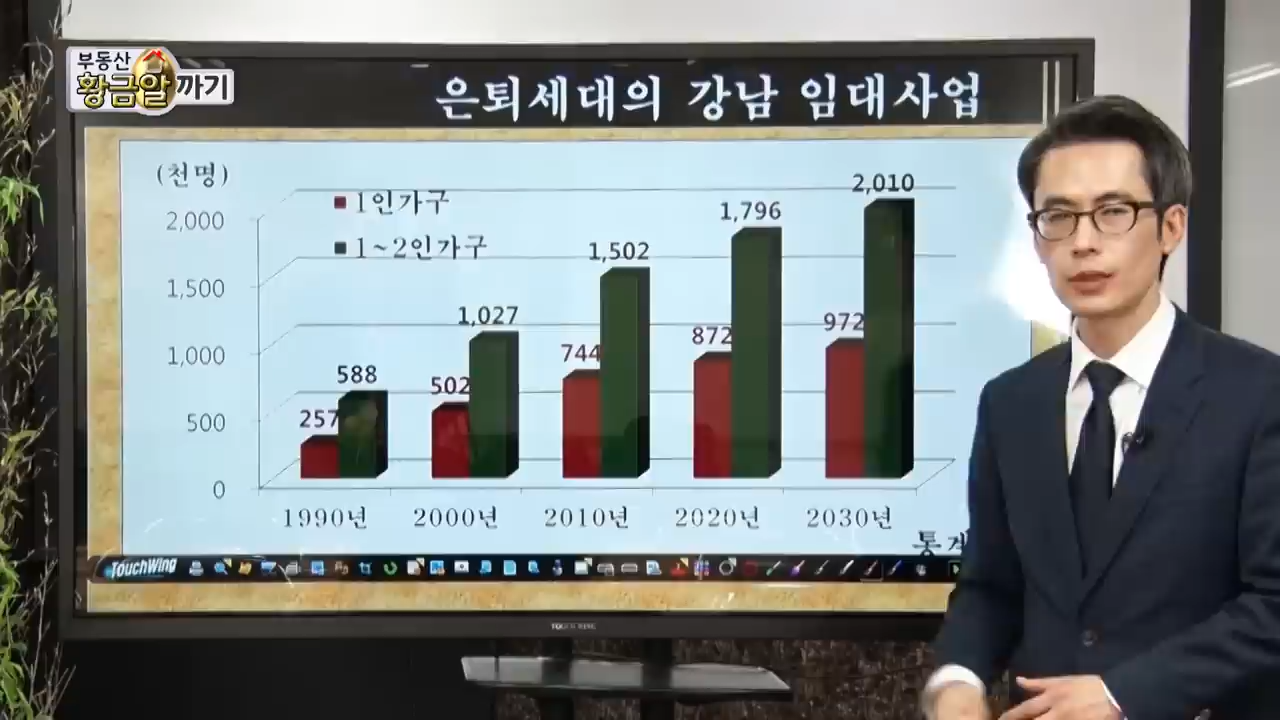 부동산
황금알까기
은퇴세대의 강남 임대사업
(천명)
1인가구
1~2인가구
2,000
1,500
1,000
500
0
257
588
502
1,027
744
1,502
872
1,796
972
2,010
1990년
2000년
2010년
2020년
2030년
통계
TouchWing